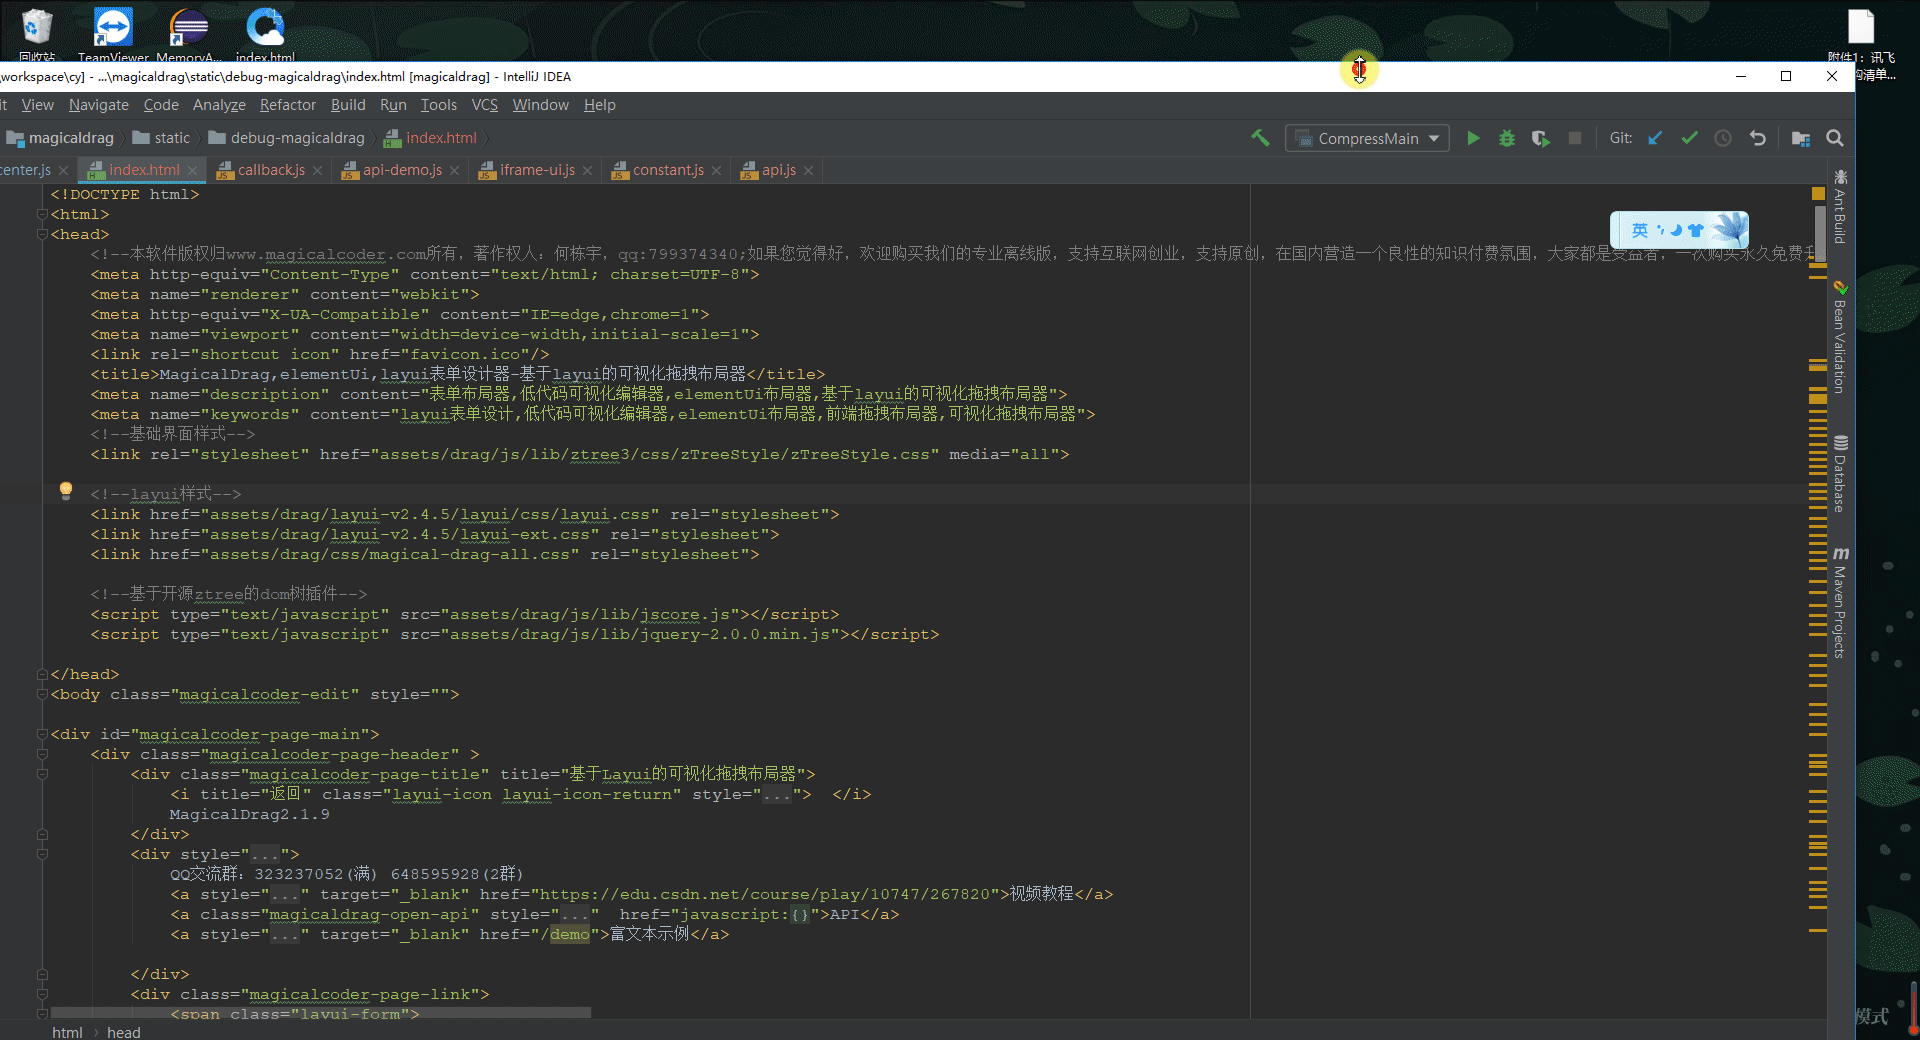 回收站
TeamViewer
MemoryA...
index.html
附件1：讯飞
购清单...
workspace\cy] - ...\magicaldrag\static\debug-magicaldrag\index.html [magicaldrag] - IntelliJ IDEA
it View Navigate Code Analyze Refactor Build Run Tools VCS Window Help
magicaldrag static debug-magicaldrag index.html CompressMain Git:
center.js index.html callback.js api-demo.js iframe-ui.js constant.js api.js
<!DOCTYPE html>
<html>
<head>
<!--本软件版权归www.magicalcoder.com所有，著作权人：何栋宇，qq:799374340;如果您觉得好，欢迎购买我们的专业离线版，支持互联网创业，支持原创，在国内营造一个良性的知识付费氛围，大家都是受益者，一次购买永久免费升
<meta http-equiv="Content-Type" content="text/html; charset=UTF-8">
<meta name="renderer" content="webkit">
<meta http-equiv="X-UA-Compatible" content="IE=edge,chrome=1">
<meta name="viewport" content="width=device-width,initial-scale=1">
<link rel="shortcut icon" href="favicon.ico"/>
<title>MagicalDrag,elementUi,layui表单设计器-基于layui的可视化拖拽布局器</title>
<meta name="description" content="表单布局器,低代码可视化编辑器,elementUi布局器,基于layui的可视化拖拽布局器">
<meta name="keywords" content="layui表单设计,低代码可视化编辑器,elementUi布局器,前端拖拽布局器,可视化拖拽布局器">
<!--基础界面样式-->
<link rel="stylesheet" href="assets/drag/js/lib/ztree3/css/zTreeStyle/zTreeStyle.css" media="all">
<!--layui样式-->
<link href="assets/drag/layui-v2.4.5/layui/css/layui.css" rel="stylesheet">
<link href="assets/drag/layui-v2.4.5/layui-ext.css" rel="stylesheet">
<link href="assets/drag/css/magical-drag-all.css" rel="stylesheet">
<!--基于开源ztree的dom树插件-->
<script type="text/javascript" src="assets/drag/js/lib/jscore.js"></script>
<script type="text/javascript" src="assets/drag/js/lib/jquery-2.0.0.min.js"></script>
</head>
<body class="magicalcoder-edit" style="">
<div id="magicalcoder-page-main">
<div class="magicalcoder-page-header" >
<div class="magicalcoder-page-title" title="基于Layui的可视化拖拽布局器">
<i title="返回" class="layui-icon layui-icon-return" style="..."> </i>
MagicalDrag2.1.9
</div>
<div style="...">
QQ交流群：323237052(满) 648595928(2群)
<a style="..." target="_blank" href="https://edu.csdn.net/course/play/10747/267820">视频教程</a>
<a class="magicaldrag-open-api" style="..." href="javascript:{}">API</a>
<a style="..." target="_blank" href="/demo">富文本示例</a>
</div>
<div class="magicalcoder-page-link">
<span class="layui-form">
html › head
英
Ant Build
Bean Validation
Database
Maven Projects
模式